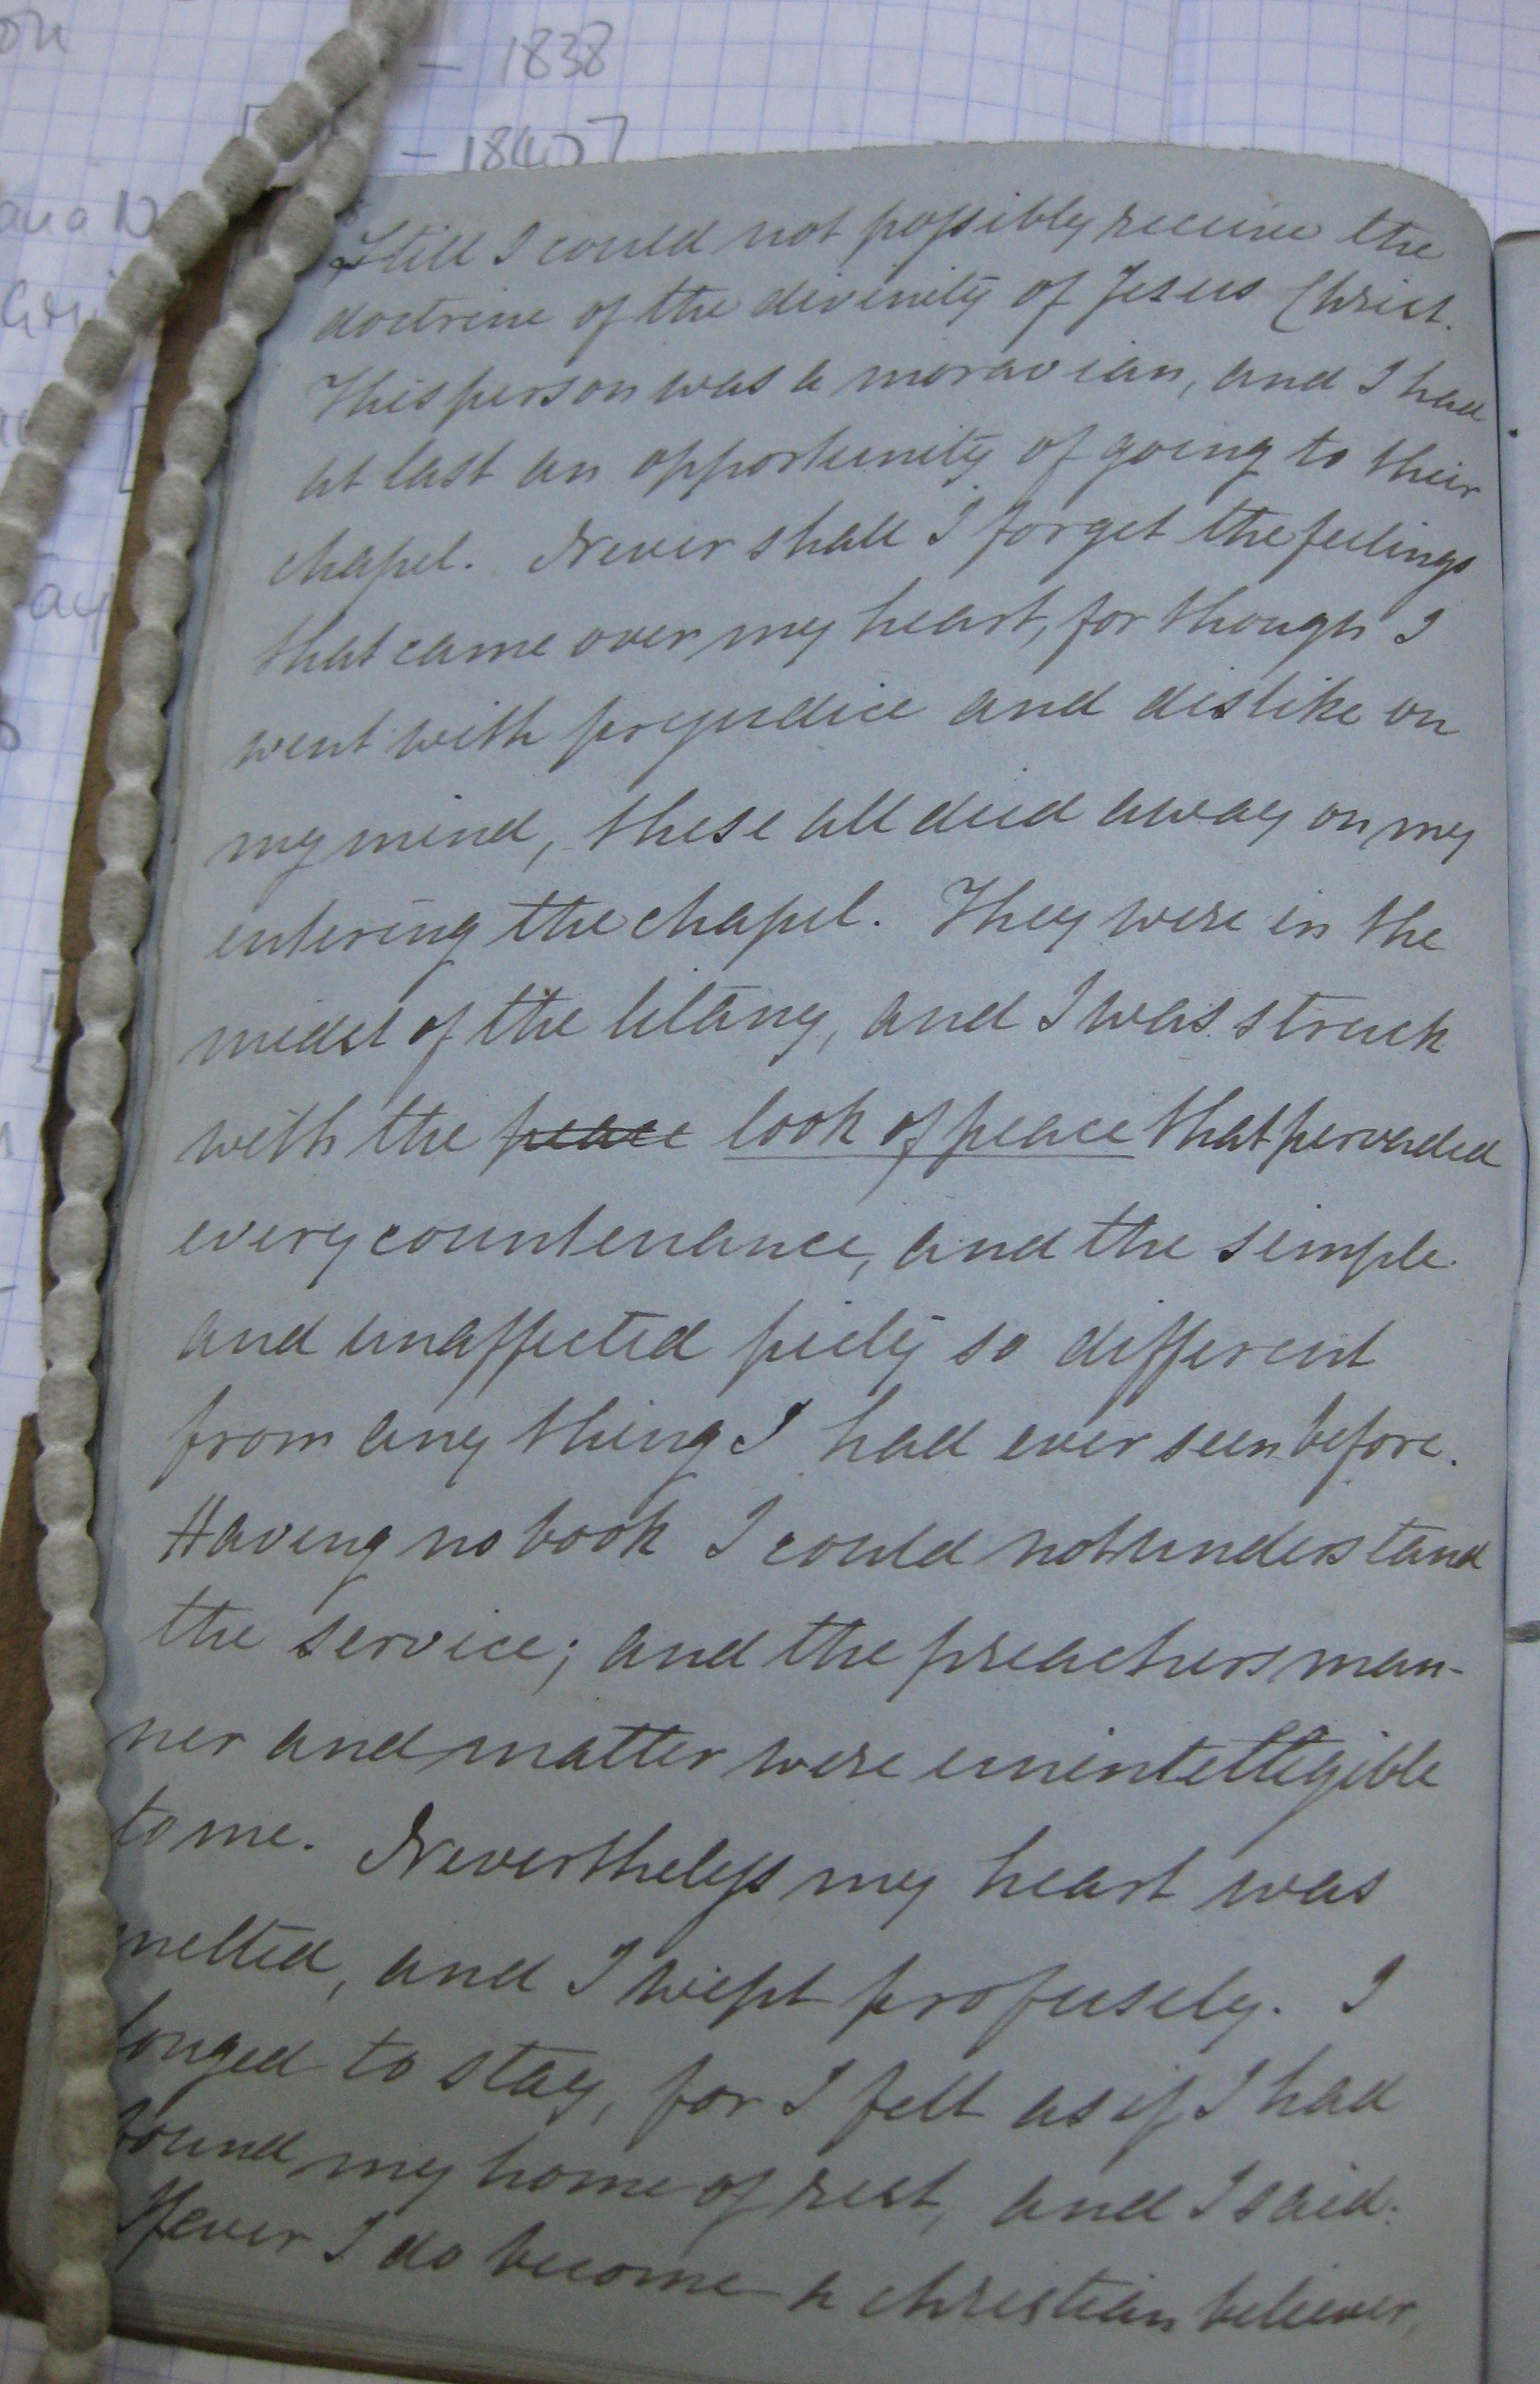 — 1838
— 1840]
Still I could not possibly receive the
doctrine of the divinity of Jesus Christ.
This person was a moravian, and I had
at last an opportunity of going to their
chapel. Never shall I forget the feelings
that came over my heart, for though I
went with prejudice and dislike on
my mind, these all died away on my
entering the chapel. They were in the
midst of the litany, and I was struck
with the peace look of peace that pervaded
every countenance, and the simple
and unaffected piety so different
from any thing I had ever seen before.
Having no book I could not understand
the service; and the preachers man-
ner and matter were unintelligible
to me. Nevertheless my heart was
melted, and I wept profusely. I
longed to stay, for I felt as if I had
found my home of rest, and I said:
If ever I do become a christian believer,